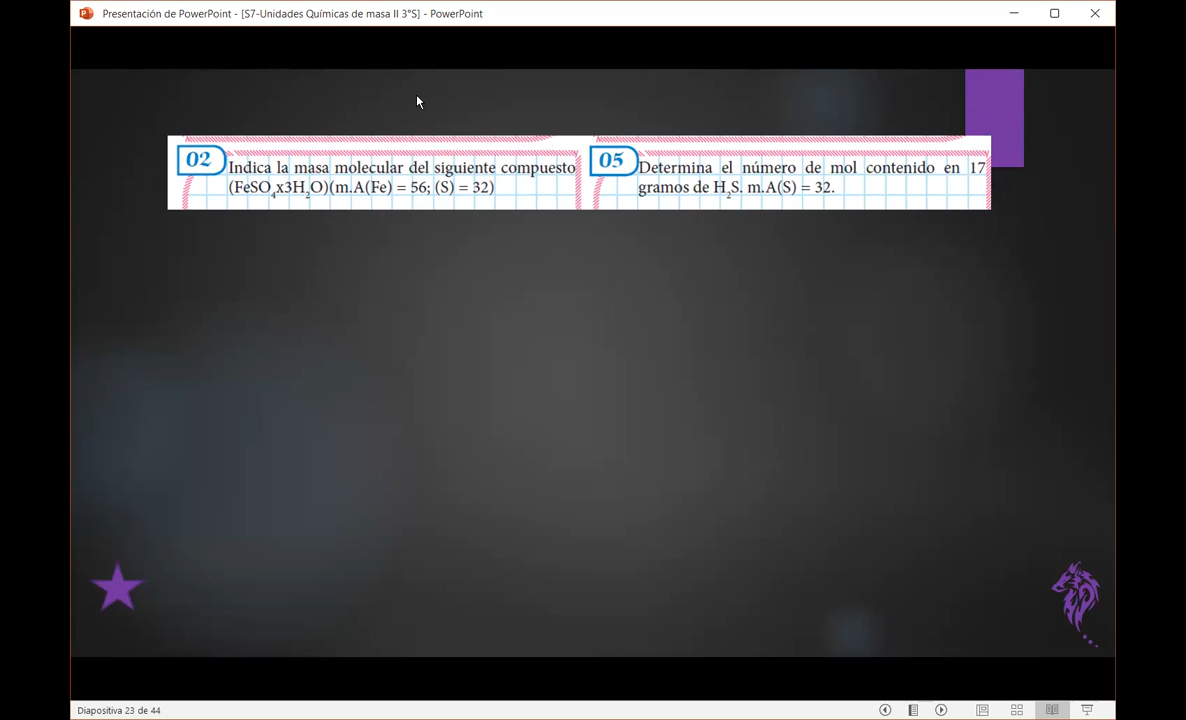 Presentación de PowerPoint - [S7-Unidades Químicas de masa II 3°S] - PowerPoint
02
Indica la masa molecular del siguiente compuesto
(FeSO₄x3H₂O)(m.A(Fe) = 56; (S) = 32)
05
Determina el número de mol contenido en 17
gramos de H₂S. m.A(S) = 32.
Diapositiva 23 de 44